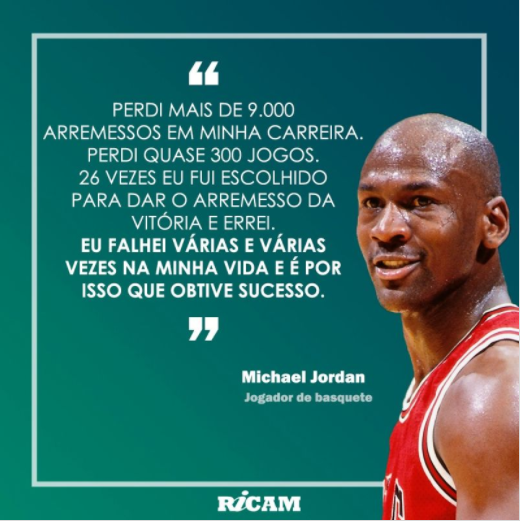 “
PERDI MAIS DE 9.000
ARREMESSOS EM MINHA CARREIRA.
PERDI QUASE 300 JOGOS.
26 VEZES EU FUI ESCOLHIDO
PARA DAR O ARREMESSO DA
VITÓRIA E ERREI.
EU FALHEI VÁRIAS E VÁRIAS
VEZES NA MINHA VIDA E É POR
ISSO QUE OBTIVE SUCESSO.
”
Michael Jordan
Jogador de basquete
RICAM